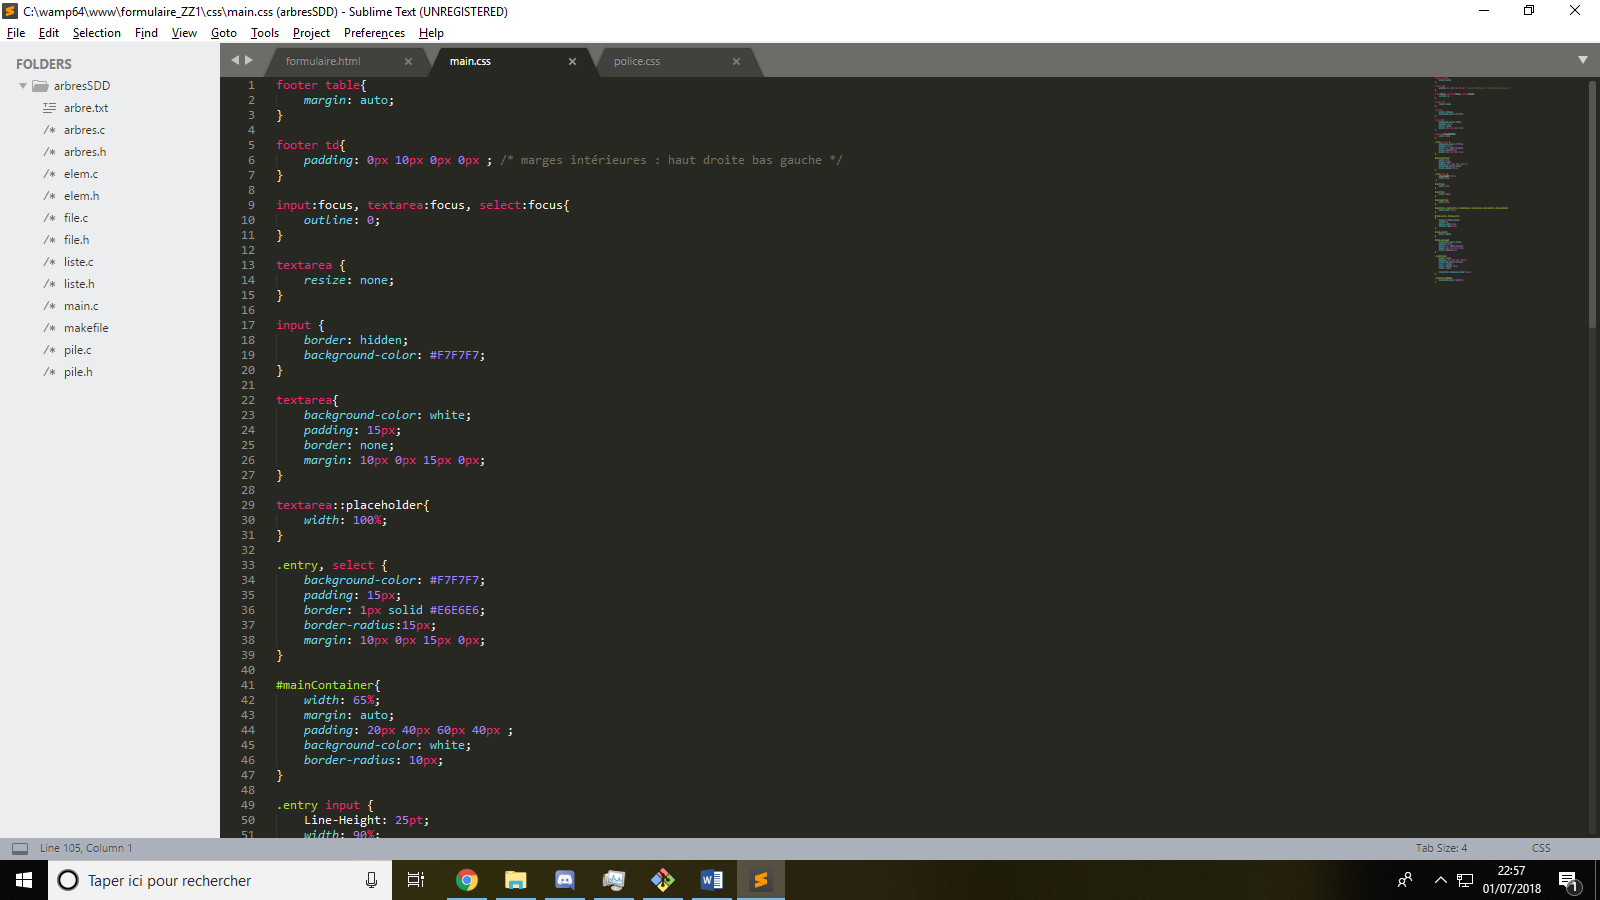 C:\wamp64\www\formulaire_ZZ1\css\main.css (arbresSDD) - Sublime Text (UNREGISTERED)
File Edit Selection Find View Goto Tools Project Preferences Help
FOLDERS
arbresSDD
arbre.txt
/* arbres.c
/* arbres.h
/* elem.c
/* elem.h
/* file.c
/* file.h
/* liste.c
/* liste.h
/* main.c
/* makefile
/* pile.c
/* pile.h
formulaire.html main.css police.css
1 footer table{
2 margin: auto;
3 }
4
5 footer td{
6 padding: 0px 10px 0px 0px ; /* marges intérieures : haut droite bas gauche */
7 }
8
9 input:focus, textarea:focus, select:focus{
10 outline: 0;
11 }
12
13 textarea {
14 resize: none;
15 }
16
17 input {
18 border: hidden;
19 background-color: #F7F7F7;
20 }
21
22 textarea{
23 background-color: white;
24 padding: 15px;
25 border: none;
26 margin: 10px 0px 15px 0px;
27 }
28
29 textarea::placeholder{
30 width: 100%;
31 }
32
33 .entry, select {
34 background-color: #F7F7F7;
35 padding: 15px;
36 border: 1px solid #E6E6E6;
37 border-radius:15px;
38 margin: 10px 0px 15px 0px;
39 }
40
41 #mainContainer{
42 width: 65%;
43 margin: auto;
44 padding: 20px 40px 60px 40px ;
45 background-color: white;
46 border-radius: 10px;
47 }
48
49 .entry input {
50 Line-Height: 25pt;
51 width: 90%;
Line 105, Column 1 Tab Size: 4 CSS
Taper ici pour rechercher
22:57
01/07/2018
1